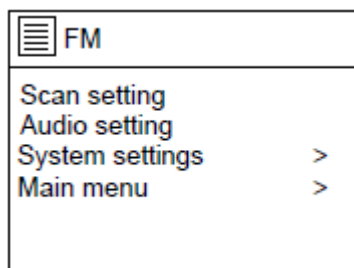 FM
Scan setting
Audio setting
System settings >
Main menu >